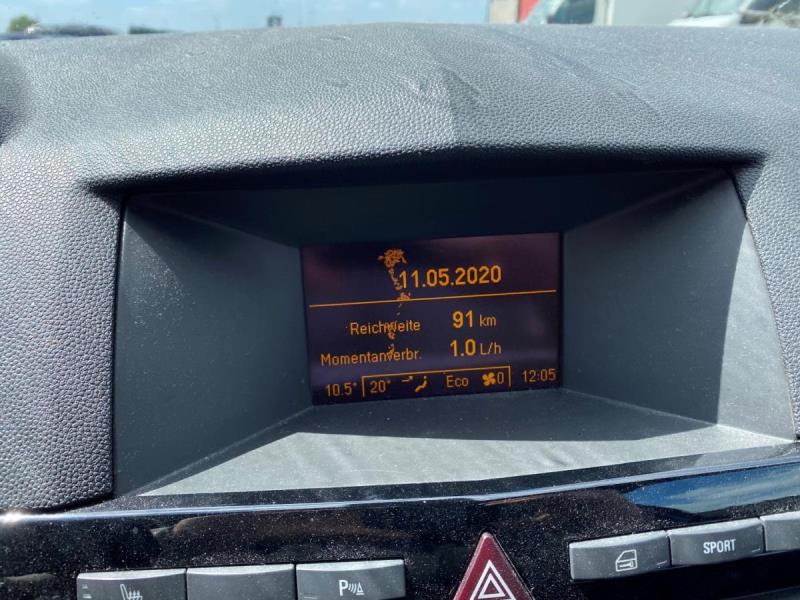 11.05.2020
Reichweite 91 km
Momentanverbr. 1.0 L/h
10.5° 20° Eco 0 12:05
SPORT
P